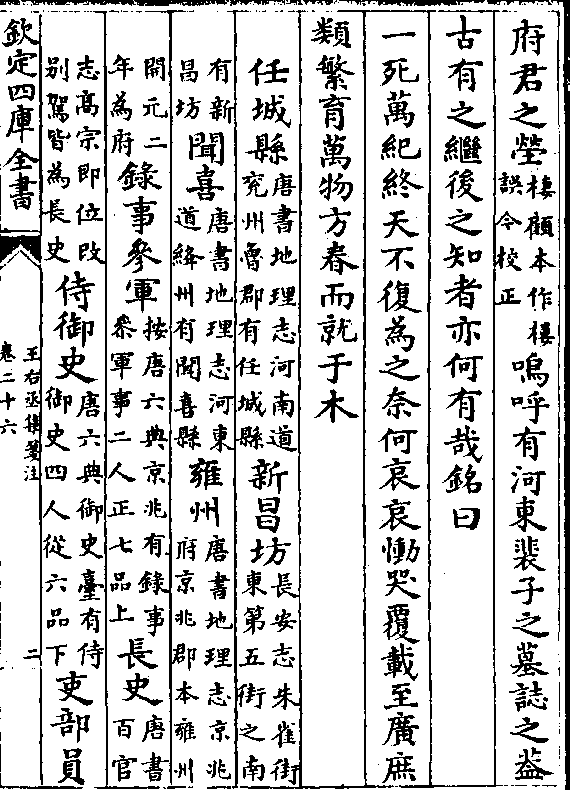 府君之塋棲顧本作樓誤今校正嗚呼有河東裴子之墓誌之葢
古有之繼後之知者亦何有哉銘曰
一死萬紀終天不復為之奈何哀哀慟哭覆載至廣庶
類繁育萬物方春而就于木
任城縣唐書地理志河南道兖州魯郡有任城縣新昌坊長安志朱雀街東第五街之南
有新昌坊聞喜唐書地理志河東道絳州有聞喜縣雍州唐書地理志京兆府京兆郡本雍州
開元二年為府錄事參軍按唐六典京兆有錄事叅軍事二人正七品上長史唐書百官
志高宗即位改别駕皆為長史侍御史唐六典御史臺有侍御史四人從六品下吏部員
欽定四庫全書
王右丞集箋注
卷二十六
二